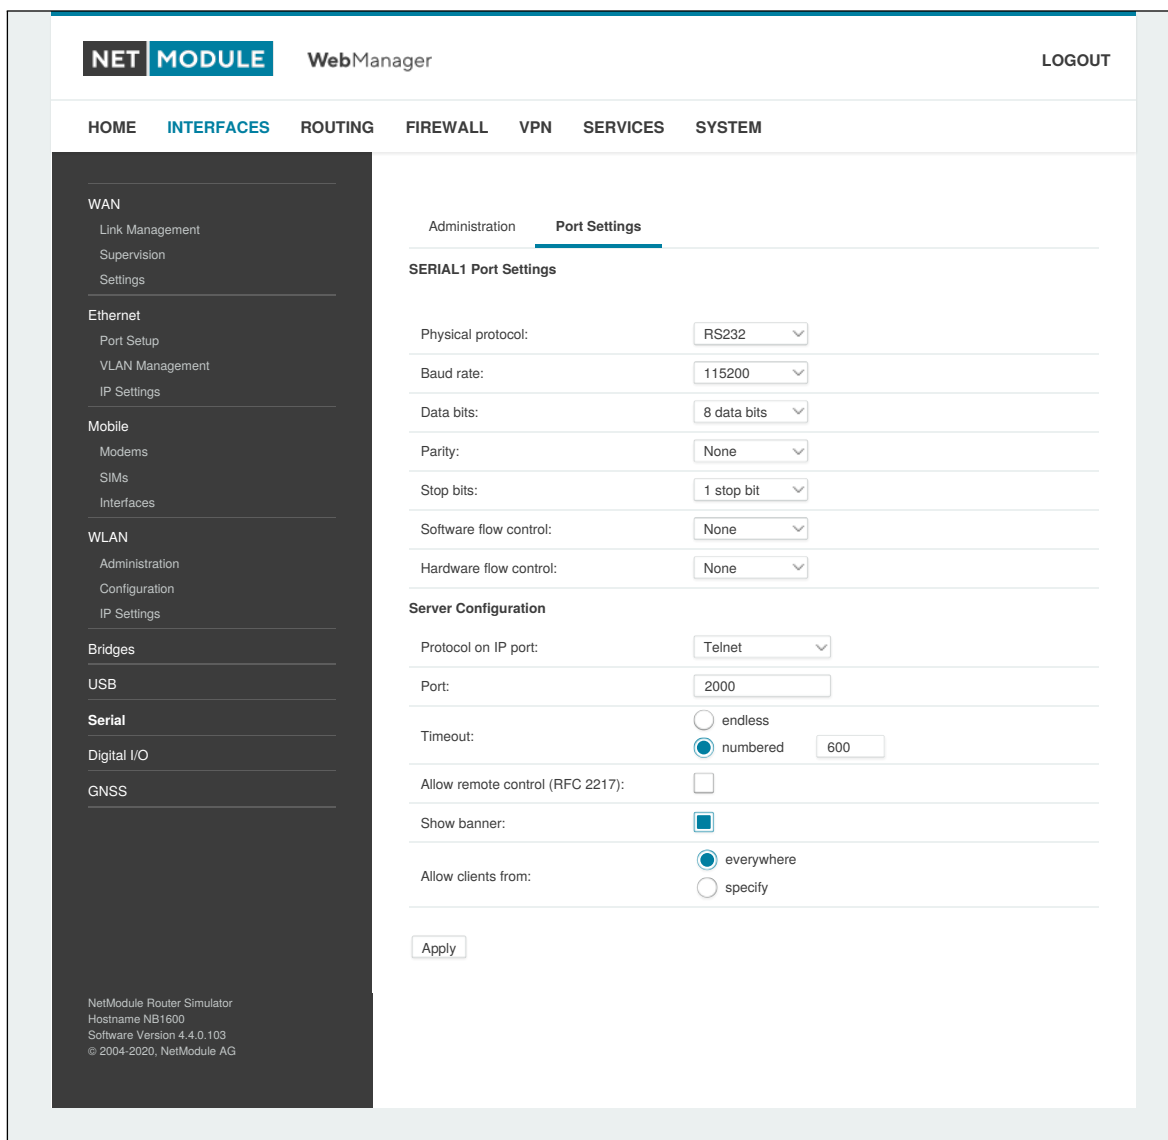 NET MODULE WebManager LOGOUT
HOME INTERFACES ROUTING FIREWALL VPN SERVICES SYSTEM
WAN
Link Management
Supervision
Settings
Ethernet
Port Setup
VLAN Management
IP Settings
Mobile
Modems
SIMs
Interfaces
WLAN
Administration
Configuration
IP Settings
Bridges
USB
Serial
Digital I/O
GNSS
NetModule Router Simulator
Hostname NB1600
Software Version 4.4.0.103
© 2004-2020, NetModule AG
Administration Port Settings
SERIAL1 Port Settings
Physical protocol: RS232
Baud rate: 115200
Data bits: 8 data bits
Parity: None
Stop bits: 1 stop bit
Software flow control: None
Hardware flow control: None
Server Configuration
Protocol on IP port: Telnet
Port: 2000
Timeout:
endless
numbered 600
Allow remote control (RFC 2217):
Show banner:
Allow clients from:
everywhere
specify
Apply